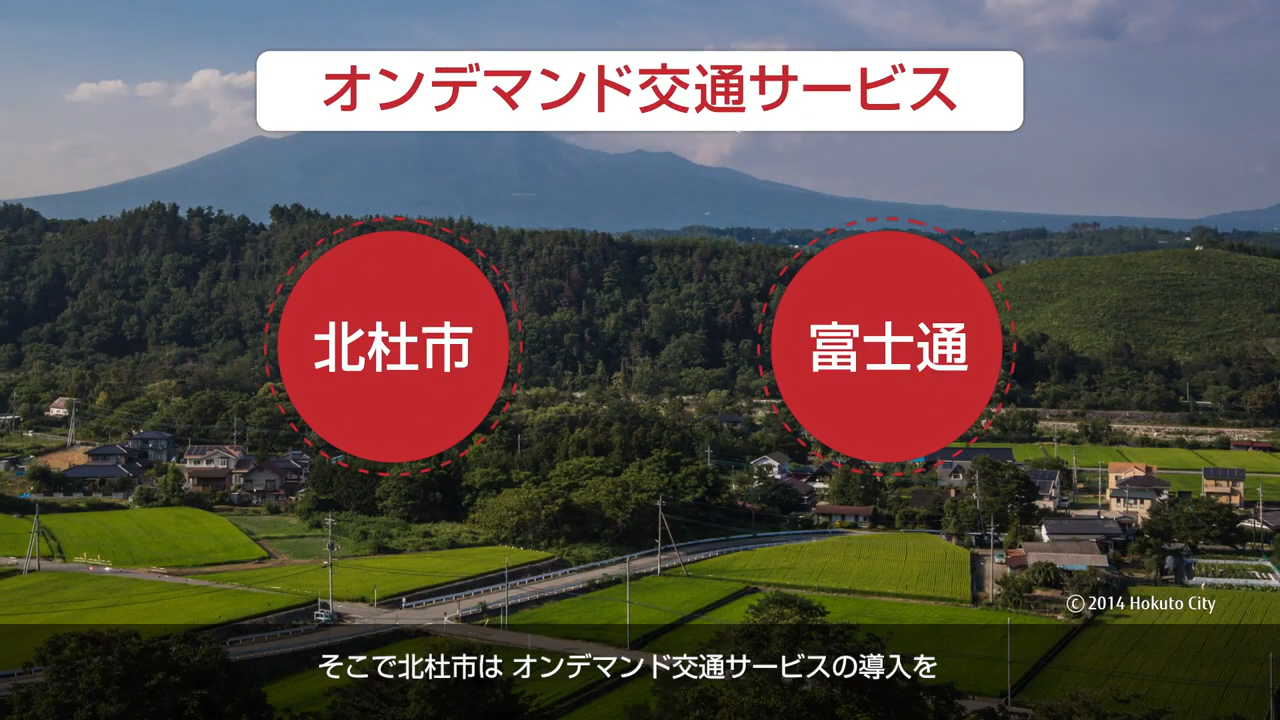 オンデマンド交通サービス
北杜市
富士通
Ⓒ2014 Hokuto City
そこで北杜市は オンデマンド交通サービスの導入を